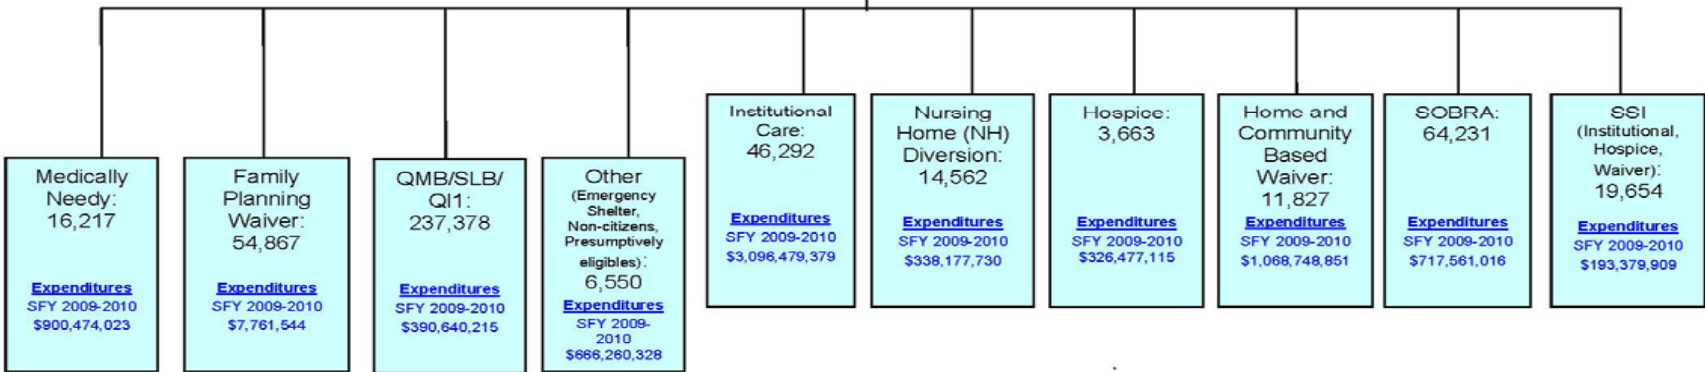 Medically
Needy:
16,217
Expenditures
SFY 2009-2010
$900,474,023
Family
Planning
Waiver:
54,867
Expenditures
SFY 2009-2010
$7,761,544
QMB/SLB/
QI1:
237,378
Expenditures
SFY 2009-2010
$390,640,215
Other
(Emergency
Shelter,
Non-citizens,
Presumptively
eligibles):
6,550
Expenditures
SFY 2009-
2010
$666,260,328
Institutional
Care:
46,292
Expenditures
SFY 2009-2010
$3,096,479,379
Nursing
Home (NH)
Diversion:
14,562
Expenditures
SFY 2009-2010
$338,177,730
Hospice:
3,663
Expenditures
SFY 2009-2010
$326,477,115
Home and
Community
Based
Waiver:
11,827
Expenditures
SFY 2009-2010
$1,068,748,851
SOBRA:
64,231
Expenditures
SFY 2009-2010
$717,561,016
SSI
(Institutional,
Hospice,
Waiver):
19,654
Expenditures
SFY 2009-2010
$193,379,909